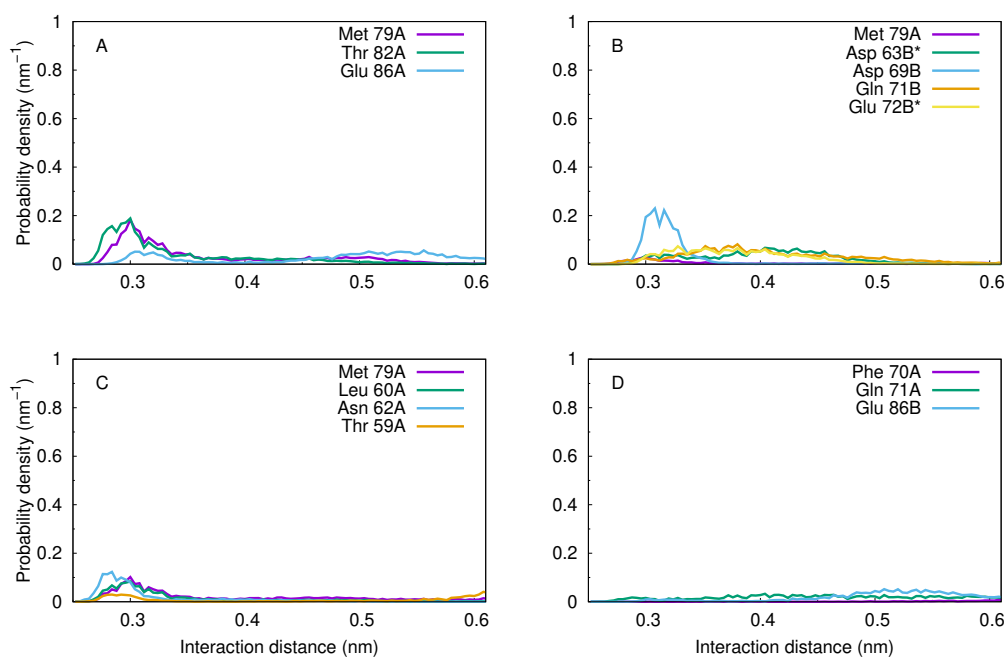 A
Met 79A
Thr 82A
Glu 86A
1
0.8
0.6
0.4
0.2
0
0.3
0.4
0.5
0.6
Probability density (nm⁻¹)
B
Met 79A
Asp 63B*
Asp 69B
Gln 71B
Glu 72B*
1
0.8
0.6
0.4
0.2
0
0.3
0.4
0.5
0.6
C
Met 79A
Leu 60A
Asn 62A
Thr 59A
1
0.8
0.6
0.4
0.2
0
0.3
0.4
0.5
0.6
Probability density (nm⁻¹)
Interaction distance (nm)
D
Phe 70A
Gln 71A
Glu 86B
1
0.8
0.6
0.4
0.2
0
0.3
0.4
0.5
0.6
Interaction distance (nm)